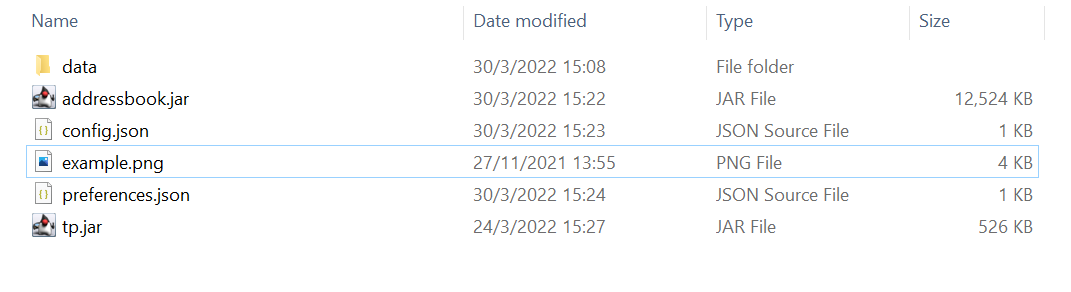 Name Date modified Type Size
data 30/3/2022 15:08 File folder
addressbook.jar 30/3/2022 15:22 JAR File 12,524 KB
config.json 30/3/2022 15:23 JSON Source File 1 KB
example.png 27/11/2021 13:55 PNG File 4 KB
preferences.json 30/3/2022 15:24 JSON Source File 1 KB
tp.jar 24/3/2022 15:27 JAR File 526 KB